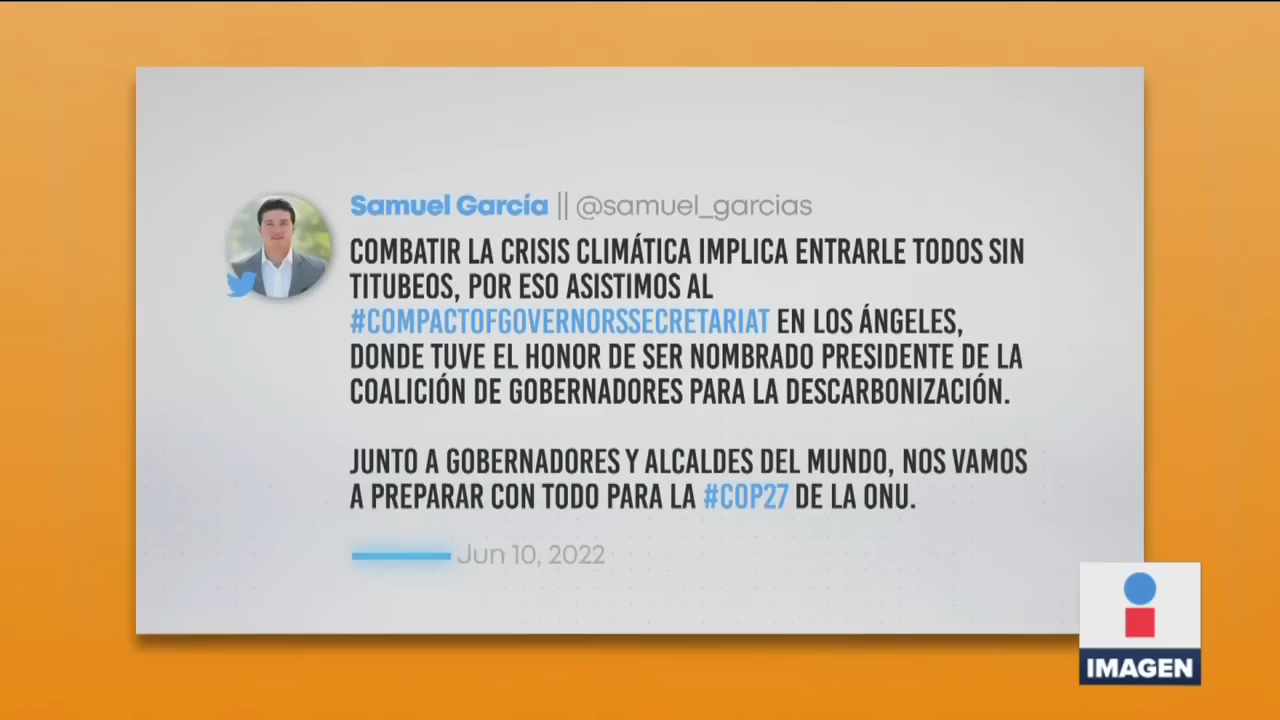 Samuel García || @samuel_garcias
COMBATIR LA CRISIS CLIMÁTICA IMPLICA ENTRARLE TODOS SIN
TITUBEOS, POR ESO ASISTIMOS AL
#COMPACTOFGOVERNORSSECRETARIAT EN LOS ÁNGELES,
DONDE TUVE EL HONOR DE SER NOMBRADO PRESIDENTE DE LA
COALICIÓN DE GOBERNADORES PARA LA DESCARBONIZACIÓN.
JUNTO A GOBERNADORES Y ALCALDES DEL MUNDO, NOS VAMOS
A PREPARAR CON TODO PARA LA #COP27 DE LA ONU.
Jun 10, 2022
IMAGEN